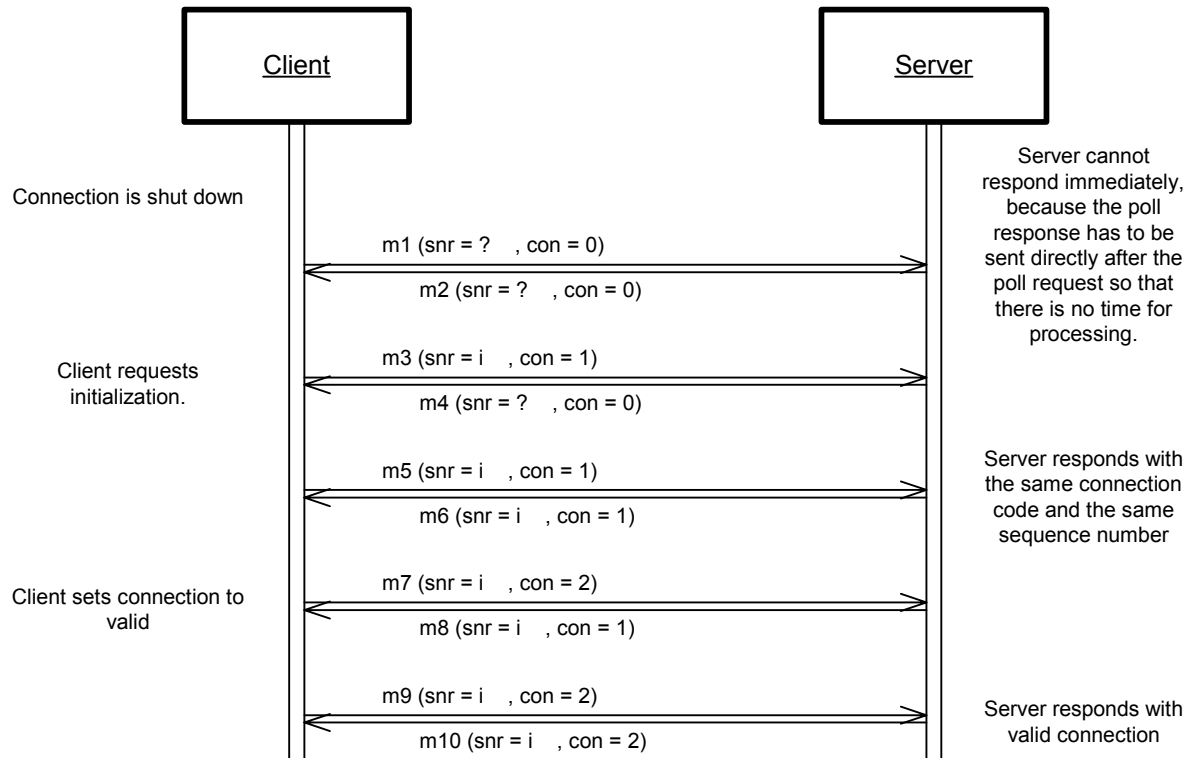 Client
Server
Connection is shut down
Server cannot
respond immediately,
because the poll
response has to be
sent directly after the
poll request so that
there is no time for
processing.
m1 (snr = ? , con = 0)
m2 (snr = ? , con = 0)
Client requests
initialization.
m3 (snr = i , con = 1)
m4 (snr = ? , con = 0)
m5 (snr = i , con = 1)
m6 (snr = i , con = 1)
Server responds with
the same connection
code and the same
sequence number
Client sets connection to
valid
m7 (snr = i , con = 2)
m8 (snr = i , con = 1)
m9 (snr = i , con = 2)
m10 (snr = i , con = 2)
Server responds with
valid connection